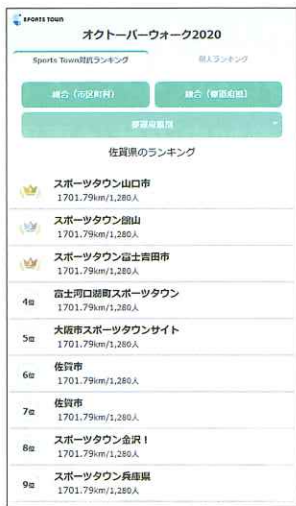 SPORTS TOWN
オクトーバーウォーク2020
Sports Town対抗ランキング
個人ランキング
総合（市区町村）
総合（都道府県）
都道府県別
佐賀県のランキング
スポーツタウン山口市
1701.79km/1,280人
スポーツタウン館山
1701.79km/1,280人
スポーツタウン富士吉田市
1701.79km/1,280人
4位
富士河口湖町スポーツタウン
1701.79km/1,280人
5位
大阪市スポーツタウンサイト
1701.79km/1,280人
6位
佐賀市
1701.79km/1,280人
7位
佐賀市
1701.79km/1,280人
8位
スポーツタウン金沢！
1701.79km/1,280人
9位
スポーツタウン兵庫県
1701.79km/1,280人